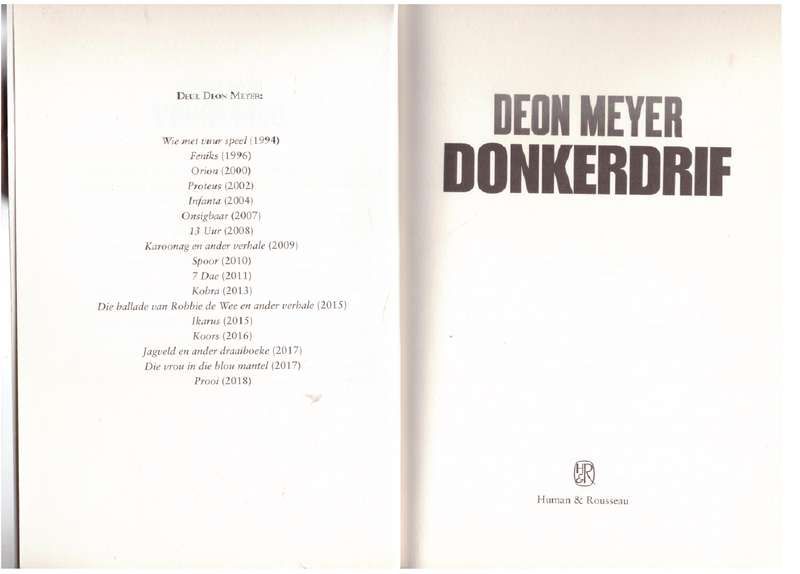 DEUR DEON MEYER:
Wie met vuur speel (1994)
Feniks (1996)
Orion (2000)
Proteus (2002)
Infanta (2004)
Onsigbaar (2007)
13 Uur (2008)
Karoonag en ander verhale (2009)
Spoor (2010)
7 Dae (2011)
Kobra (2013)
Die ballade van Robbie de Wee en ander verhale (2015)
Ikarus (2015)
Koors (2016)
Jagveld en ander draaiboeke (2017)
Die vrou in die blou mantel (2017)
Prooi (2018)
DEON MEYER
DONKERDRIF
H&R
Human & Rousseau